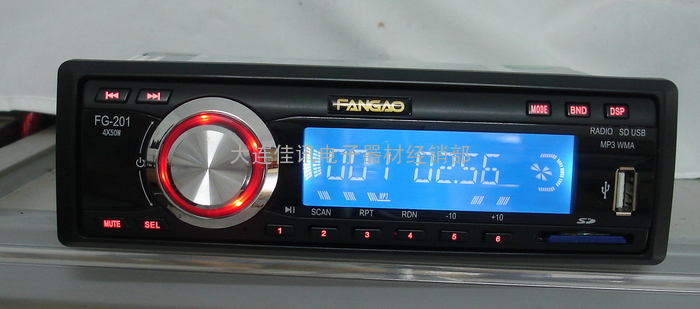 FANGAO
MODE BND DSP
FG-201
4X50W
RADIO SD USB
MP3 WMA
大连佳讯电子器材经销部
001 02:56
MP3
MUTE SEL
SCAN RPT RDN -10 +10
1 2 3 4 5 6
SD